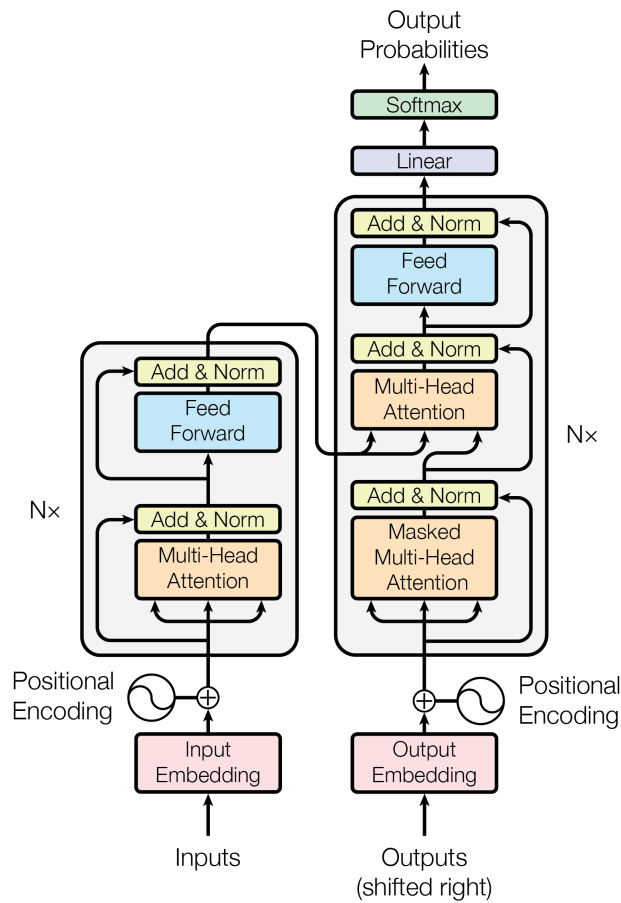 Output
Probabilities
Softmax
Linear
Add & Norm
Feed
Forward
Add & Norm
Multi-Head
Attention
N×
Add & Norm
Masked
Multi-Head
Attention
Add & Norm
Feed
Forward
N×
Add & Norm
Multi-Head
Attention
Positional
Encoding
Positional
Encoding
Input
Embedding
Output
Embedding
Inputs
Outputs
(shifted right)